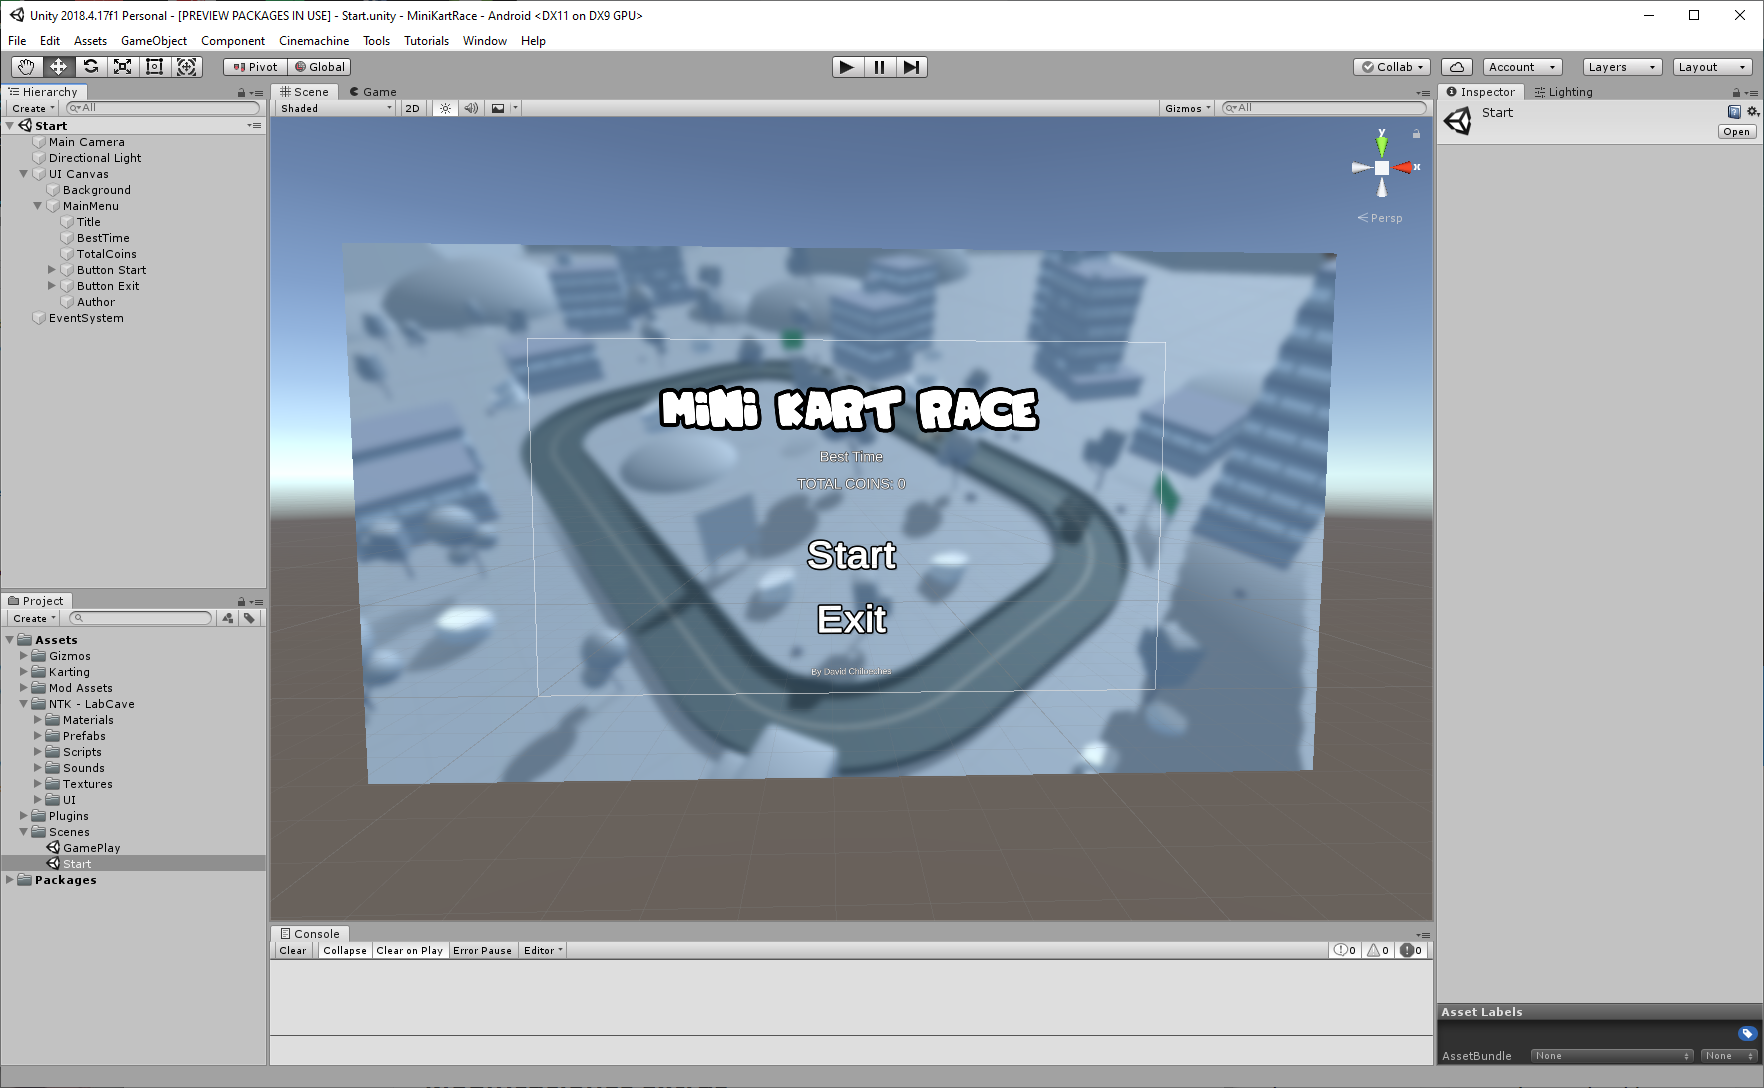 Unity 2018.4.17f1 Personal - [PREVIEW PACKAGES IN USE] - Start.unity - MiniKartRace - Android <DX11 on DX9 GPU>
File Edit Assets GameObject Component Cinemachine Tools Tutorials Window Help
Pivot Global Collab Account Layers Layout
Hierarchy
Create All
Start
Main Camera
Directional Light
UI Canvas
Background
MainMenu
Title
BestTime
TotalCoins
Button Start
Button Exit
Author
EventSystem
Project
Create
Assets
Gizmos
Karting
Mod Assets
NTK - LabCave
Materials
Prefabs
Scripts
Sounds
Textures
UI
Plugins
Scenes
GamePlay
Start
Packages
Scene Game
Shaded 2D Gizmos All
y
x
Persp
MiNi KART RACE
Best Time
TOTAL COINS: 0
Start
Exit
By David Chiloeches
Console
Clear Collapse Clear on Play Error Pause Editor 0 0 0
Inspector Lighting
Start
Open
Asset Labels
AssetBundle None None